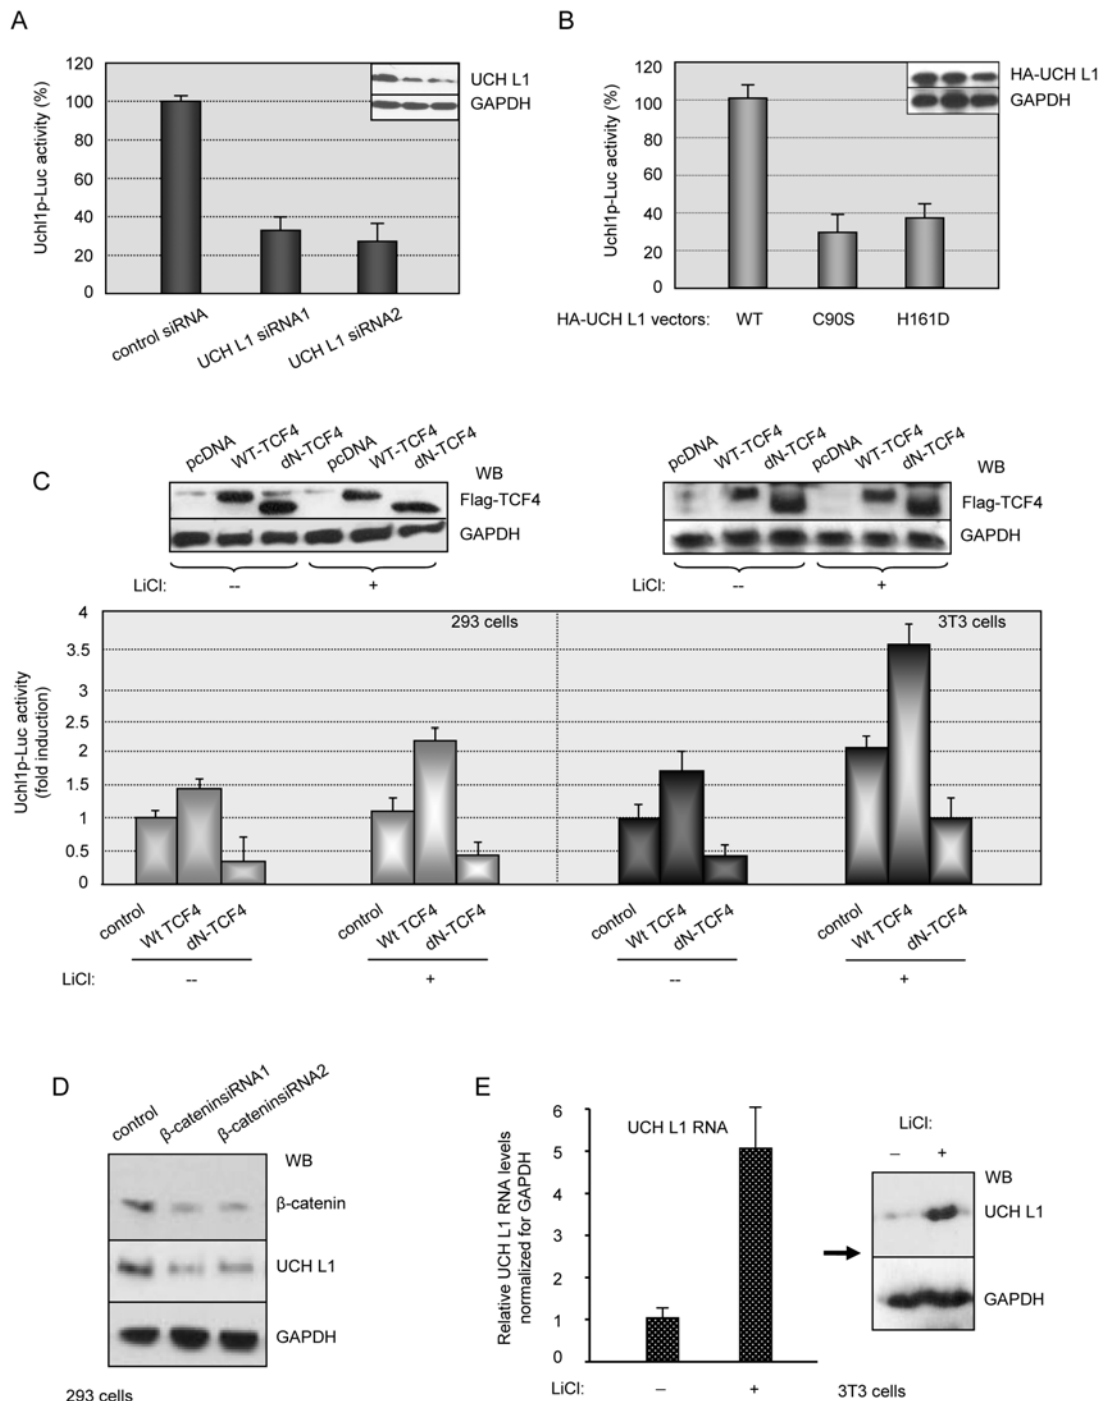 A
Uchl1p-Luc activity (%)
120
100
80
60
40
20
0
UCH L1
GAPDH
control siRNA
UCH L1 siRNA1
UCH L1 siRNA2
B
Uchl1p-Luc activity (%)
120
100
80
60
40
20
0
HA-UCH L1
GAPDH
HA-UCH L1 vectors: WT C90S H161D
C
pcDNA WT-TCF4 dN-TCF4 pcDNA WT-TCF4 dN-TCF4
WB
Flag-TCF4
GAPDH
LiCl: -- +
pcDNA WT-TCF4 dN-TCF4 pcDNA WT-TCF4 dN-TCF4
WB
Flag-TCF4
GAPDH
LiCl: -- +
Uchl1p-Luc activity
(fold induction)
4
3.5
3
2.5
2
1.5
1
0.5
0
293 cells
3T3 cells
control Wt TCF4 dN-TCF4 control Wt TCF4 dN-TCF4 control Wt TCF4 dN-TCF4 control Wt TCF4 dN-TCF4
LiCl: -- + -- +
D
control β-cateninsiRNA1 β-cateninsiRNA2
WB
β-catenin
UCH L1
GAPDH
293 cells
E
Relative UCH L1 RNA levels
normalized for GAPDH
6
5
4
3
2
1
0
UCH L1 RNA
LiCl: – +
LiCl:
– +
WB
UCH L1
GAPDH
3T3 cells